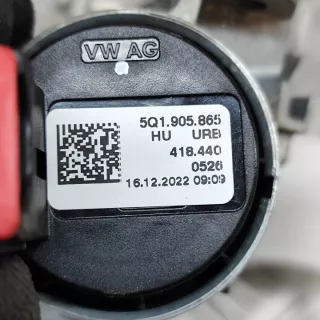 VW AG
5Q1.905.865
HU URB
418.440
0526
16.12.2022 09:09